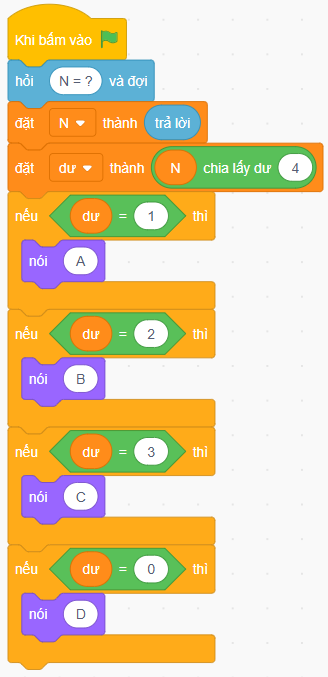 Khi bấm vào
hỏi N = ? và đợi
đặt N thành trả lời
đặt dư thành N chia lấy dư 4
nếu dư = 1 thì
nói A
nếu dư = 2 thì
nói B
nếu dư = 3 thì
nói C
nếu dư = 0 thì
nói D